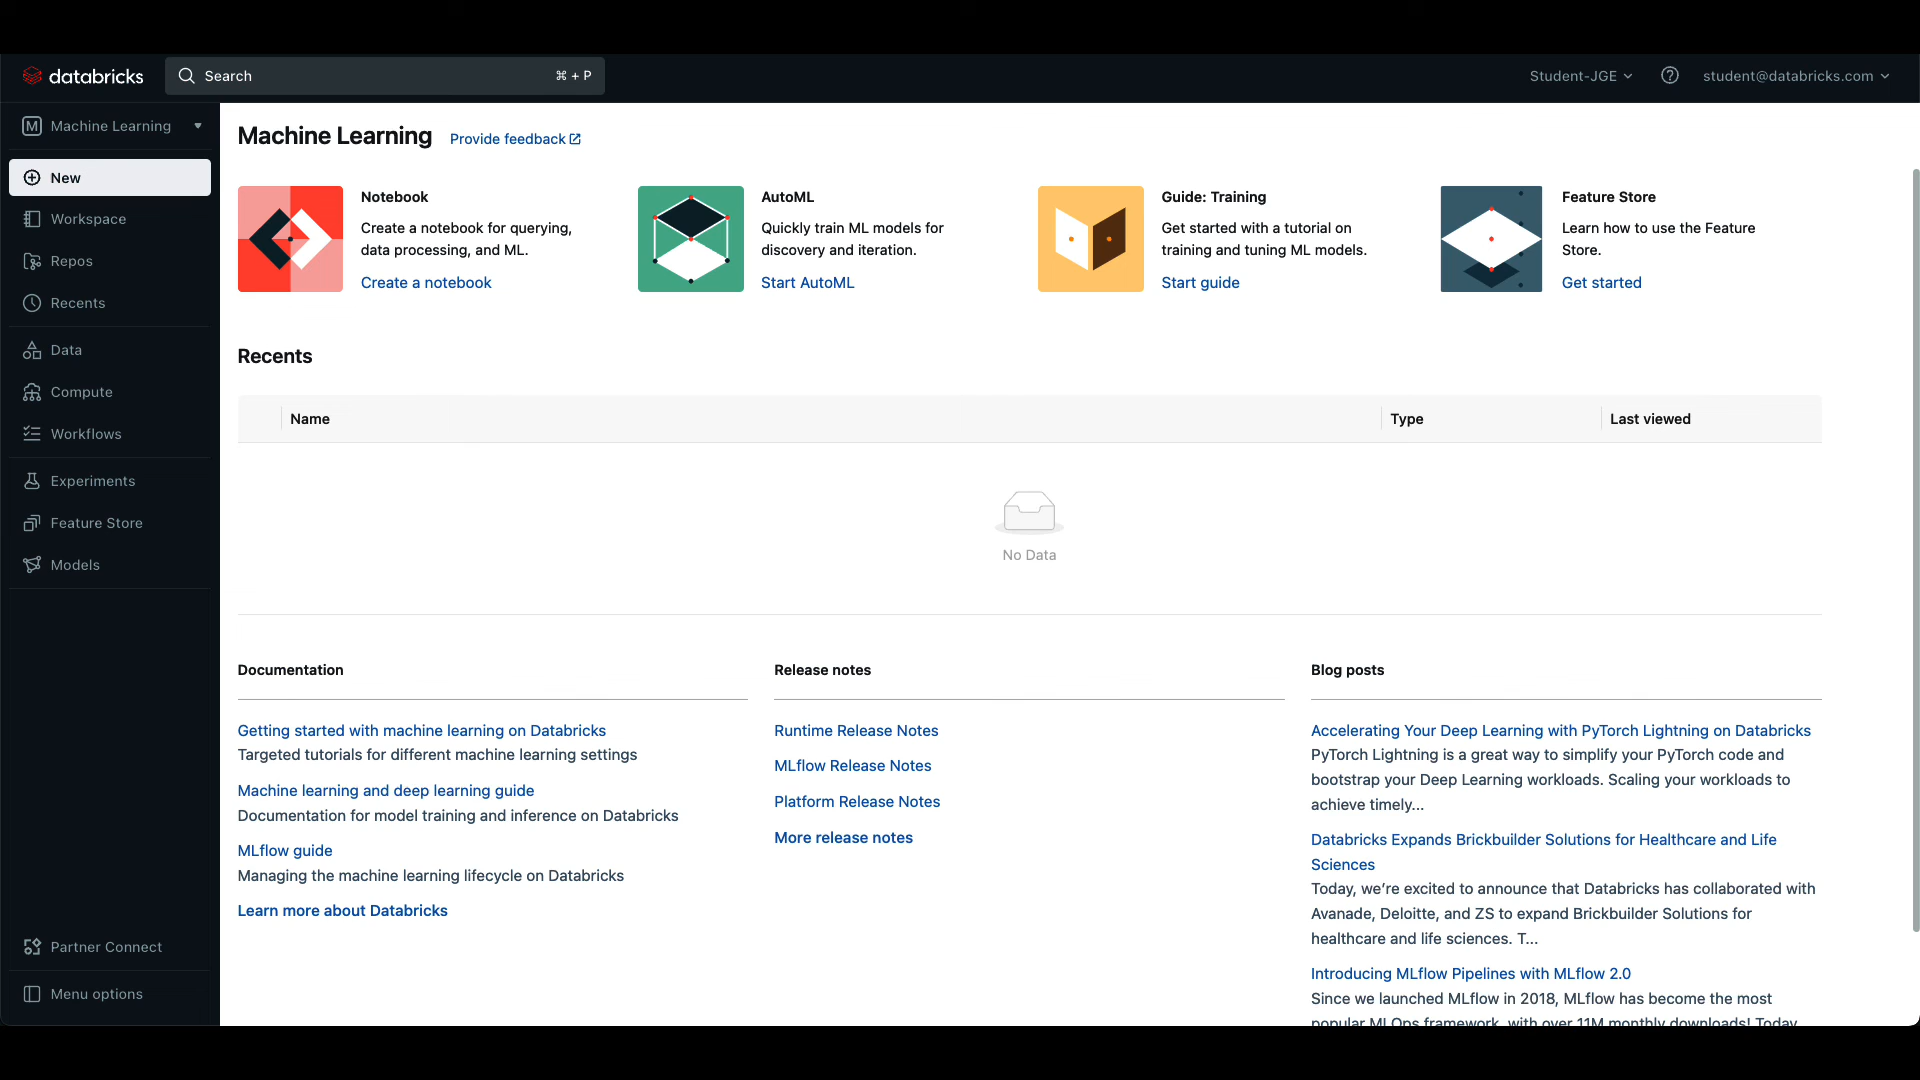 databricks
Search
⌘ + P
Student-JGE
student@databricks.com
M Machine Learning
New
Workspace
Repos
Recents
Data
Compute
Workflows
Experiments
Feature Store
Models
Partner Connect
Menu options
Machine Learning
Provide feedback
Notebook
Create a notebook for querying,
data processing, and ML.
Create a notebook
AutoML
Quickly train ML models for
discovery and iteration.
Start AutoML
Guide: Training
Get started with a tutorial on
training and tuning ML models.
Start guide
Feature Store
Learn how to use the Feature
Store.
Get started
Recents
Name
Type
Last viewed
No Data
Documentation
Getting started with machine learning on Databricks
Targeted tutorials for different machine learning settings
Machine learning and deep learning guide
Documentation for model training and inference on Databricks
MLflow guide
Managing the machine learning lifecycle on Databricks
Learn more about Databricks
Release notes
Runtime Release Notes
MLflow Release Notes
Platform Release Notes
More release notes
Blog posts
Accelerating Your Deep Learning with PyTorch Lightning on Databricks
PyTorch Lightning is a great way to simplify your PyTorch code and
bootstrap your Deep Learning workloads. Scaling your workloads to
achieve timely...
Databricks Expands Brickbuilder Solutions for Healthcare and Life
Sciences
Today, we're excited to announce that Databricks has collaborated with
Avanade, Deloitte, and ZS to expand Brickbuilder Solutions for
healthcare and life sciences. T...
Introducing MLflow Pipelines with MLflow 2.0
Since we launched MLflow in 2018, MLflow has become the most
popular MLOps framework, with over 11M monthly downloads! Today